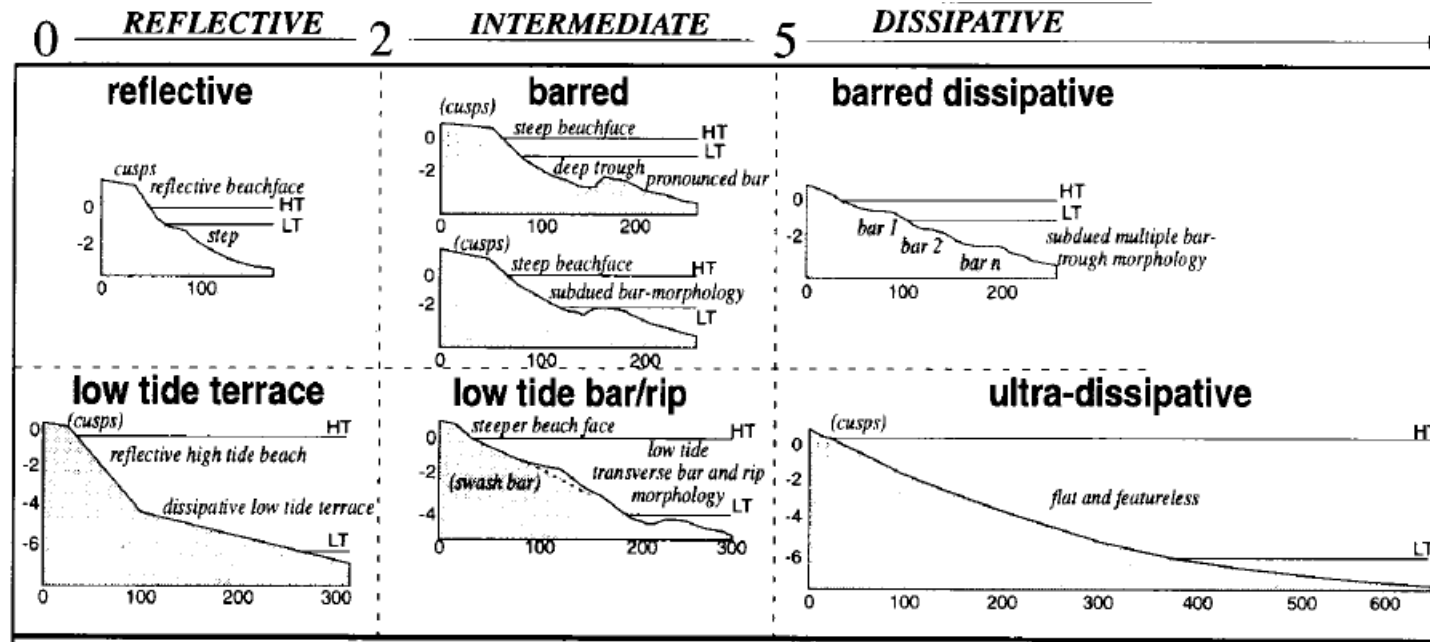 0 REFLECTIVE 2 INTERMEDIATE 5 DISSIPATIVE
reflective
cusps
reflective beachface
HT
LT
step
0
-2
0 100
barred
(cusps)
steep beachface
HT
LT
deep trough
pronounced bar
0
-2
0 100 200
(cusps)
steep beachface
HT
subdued bar-morphology
LT
0
-2
0 100 200
barred dissipative
HT
LT
bar 1
bar 2
bar n
subdued multiple bar-
trough morphology
0
-2
0 100 200
low tide terrace
(cusps)
HT
reflective high tide beach
dissipative low tide terrace
LT
0
-2
-4
-6
0 100 200 300
low tide bar/rip
steeper beach face
HT
low tide
transverse bar and rip
morphology
(swash bar)
LT
0
-2
-4
0 100 200 300
ultra-dissipative
(cusps)
HT
flat and featureless
LT
0
-2
-4
-6
0 100 200 300 400 500 600